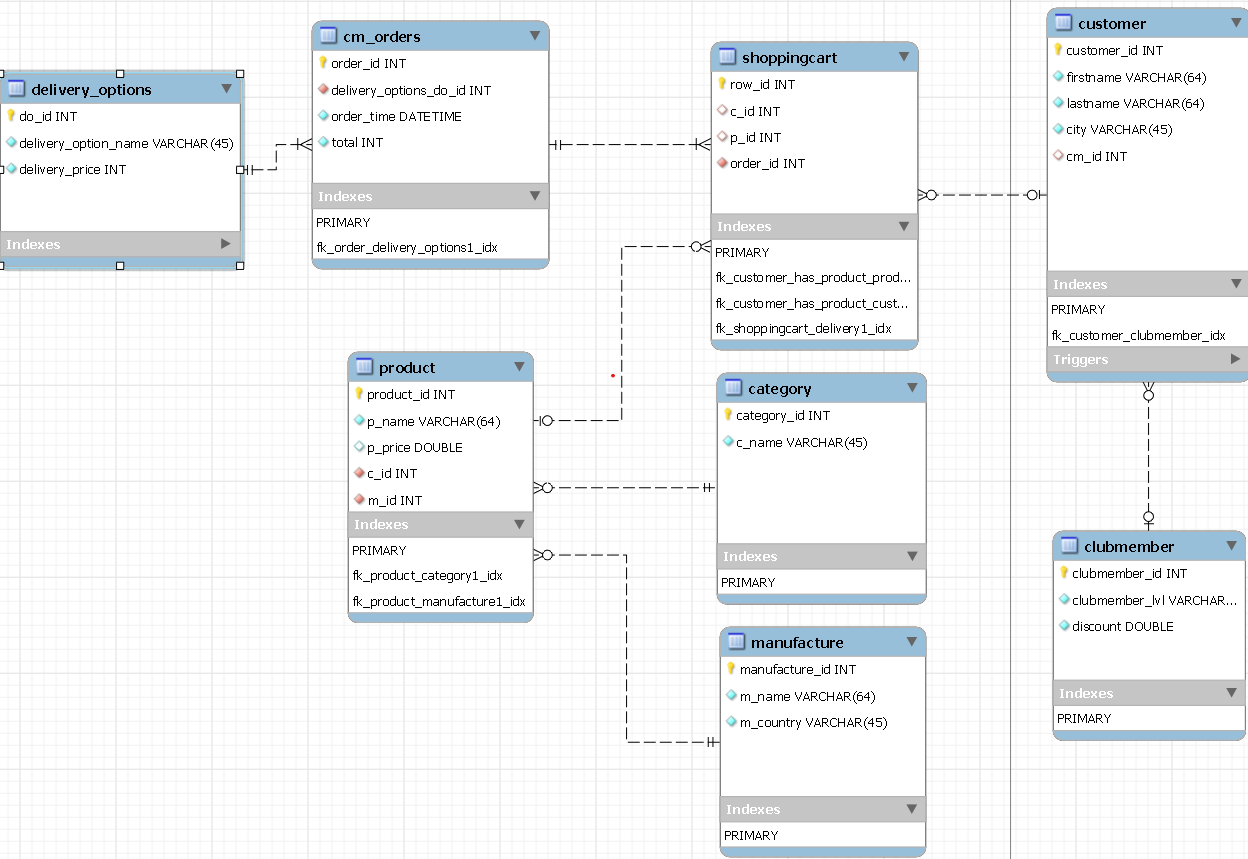 delivery_options
do_id INT
delivery_option_name VARCHAR(45)
delivery_price INT
Indexes
cm_orders
order_id INT
delivery_options_do_id INT
order_time DATETIME
total INT
Indexes
PRIMARY
fk_order_delivery_options1_idx
shoppingcart
row_id INT
c_id INT
p_id INT
order_id INT
Indexes
PRIMARY
fk_customer_has_product_prod...
fk_customer_has_product_cust...
fk_shoppingcart_delivery1_idx
customer
customer_id INT
firstname VARCHAR(64)
lastname VARCHAR(64)
city VARCHAR(45)
cm_id INT
Indexes
PRIMARY
fk_customer_clubmember_idx
Triggers
product
product_id INT
p_name VARCHAR(64)
p_price DOUBLE
c_id INT
m_id INT
Indexes
PRIMARY
fk_product_category1_idx
fk_product_manufacture1_idx
category
category_id INT
c_name VARCHAR(45)
Indexes
PRIMARY
manufacture
manufacture_id INT
m_name VARCHAR(64)
m_country VARCHAR(45)
Indexes
PRIMARY
clubmember
clubmember_id INT
clubmember_lvl VARCHAR...
discount DOUBLE
Indexes
PRIMARY